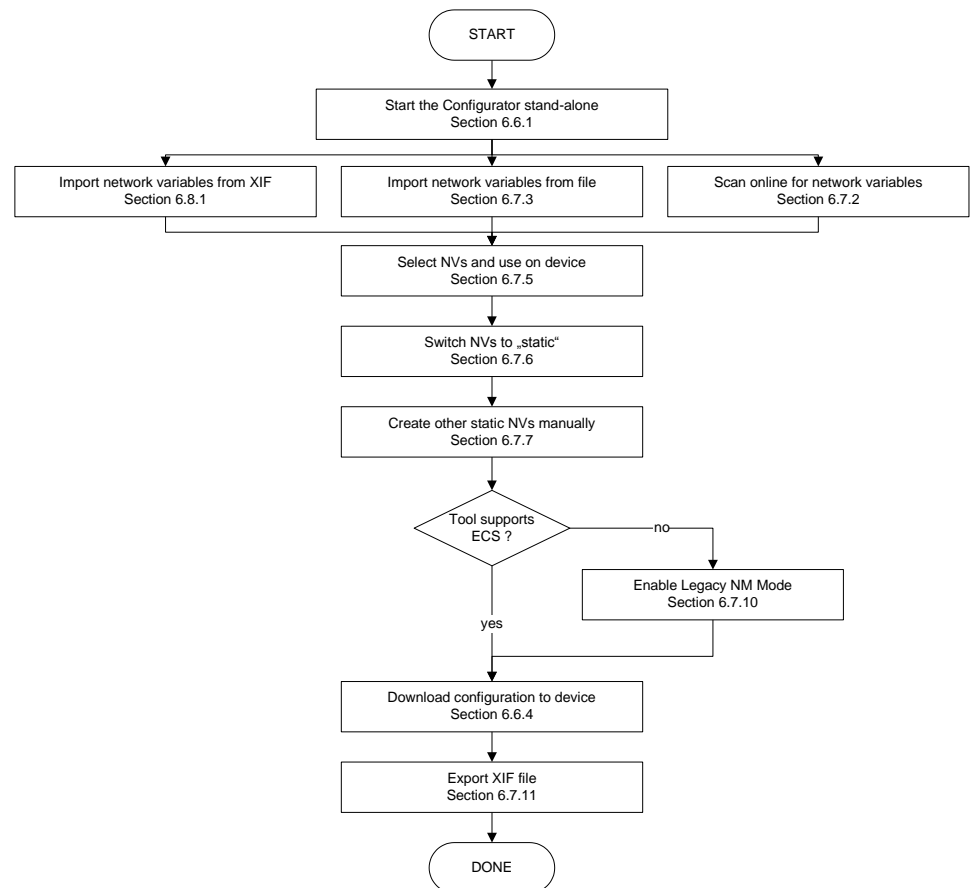 START
Start the Configurator stand-alone
Section 6.6.1
Import network variables from XIF
Section 6.8.1
Import network variables from file
Section 6.7.3
Scan online for network variables
Section 6.7.2
Select NVs and use on device
Section 6.7.5
Switch NVs to „static“
Section 6.7.6
Create other static NVs manually
Section 6.7.7
Tool supports
ECS ?
no
Enable Legacy NM Mode
Section 6.7.10
yes
Download configuration to device
Section 6.6.4
Export XIF file
Section 6.7.11
DONE